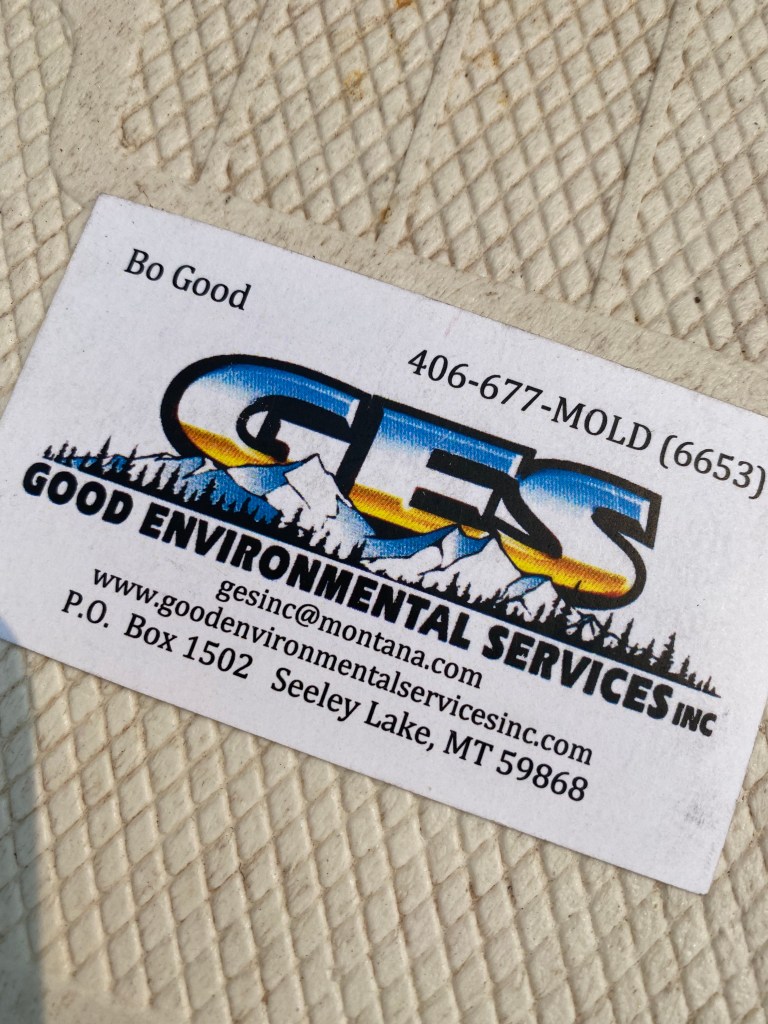 Bo Good
406-677-MOLD (6653)
GES
GOOD ENVIRONMENTAL SERVICES INC
gesinc@montana.com
www.goodenvironmentalservicesinc.com
P.O. Box 1502 Seeley Lake, MT 59868